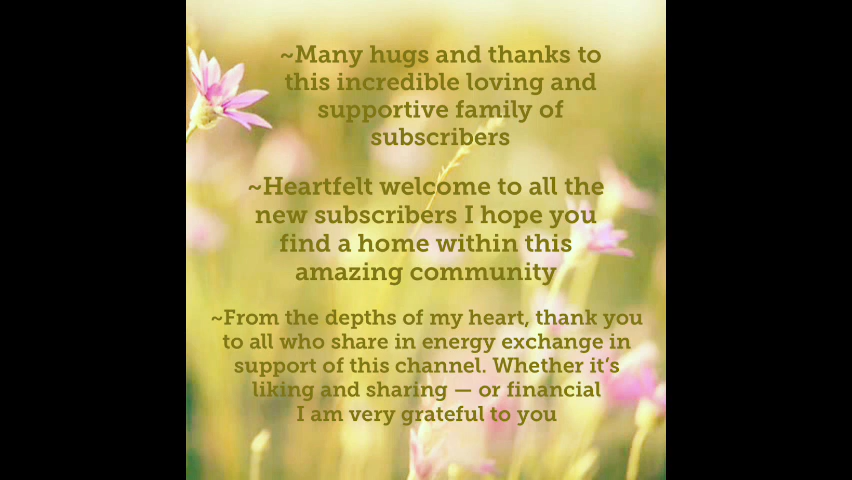 ~Many hugs and thanks to
this incredible loving and
supportive family of
subscribers
~Heartfelt welcome to all the
new subscribers I hope you
find a home within this
amazing community
~From the depths of my heart, thank you
to all who share in energy exchange in
support of this channel. Whether it’s
liking and sharing — or financial
I am very grateful to you